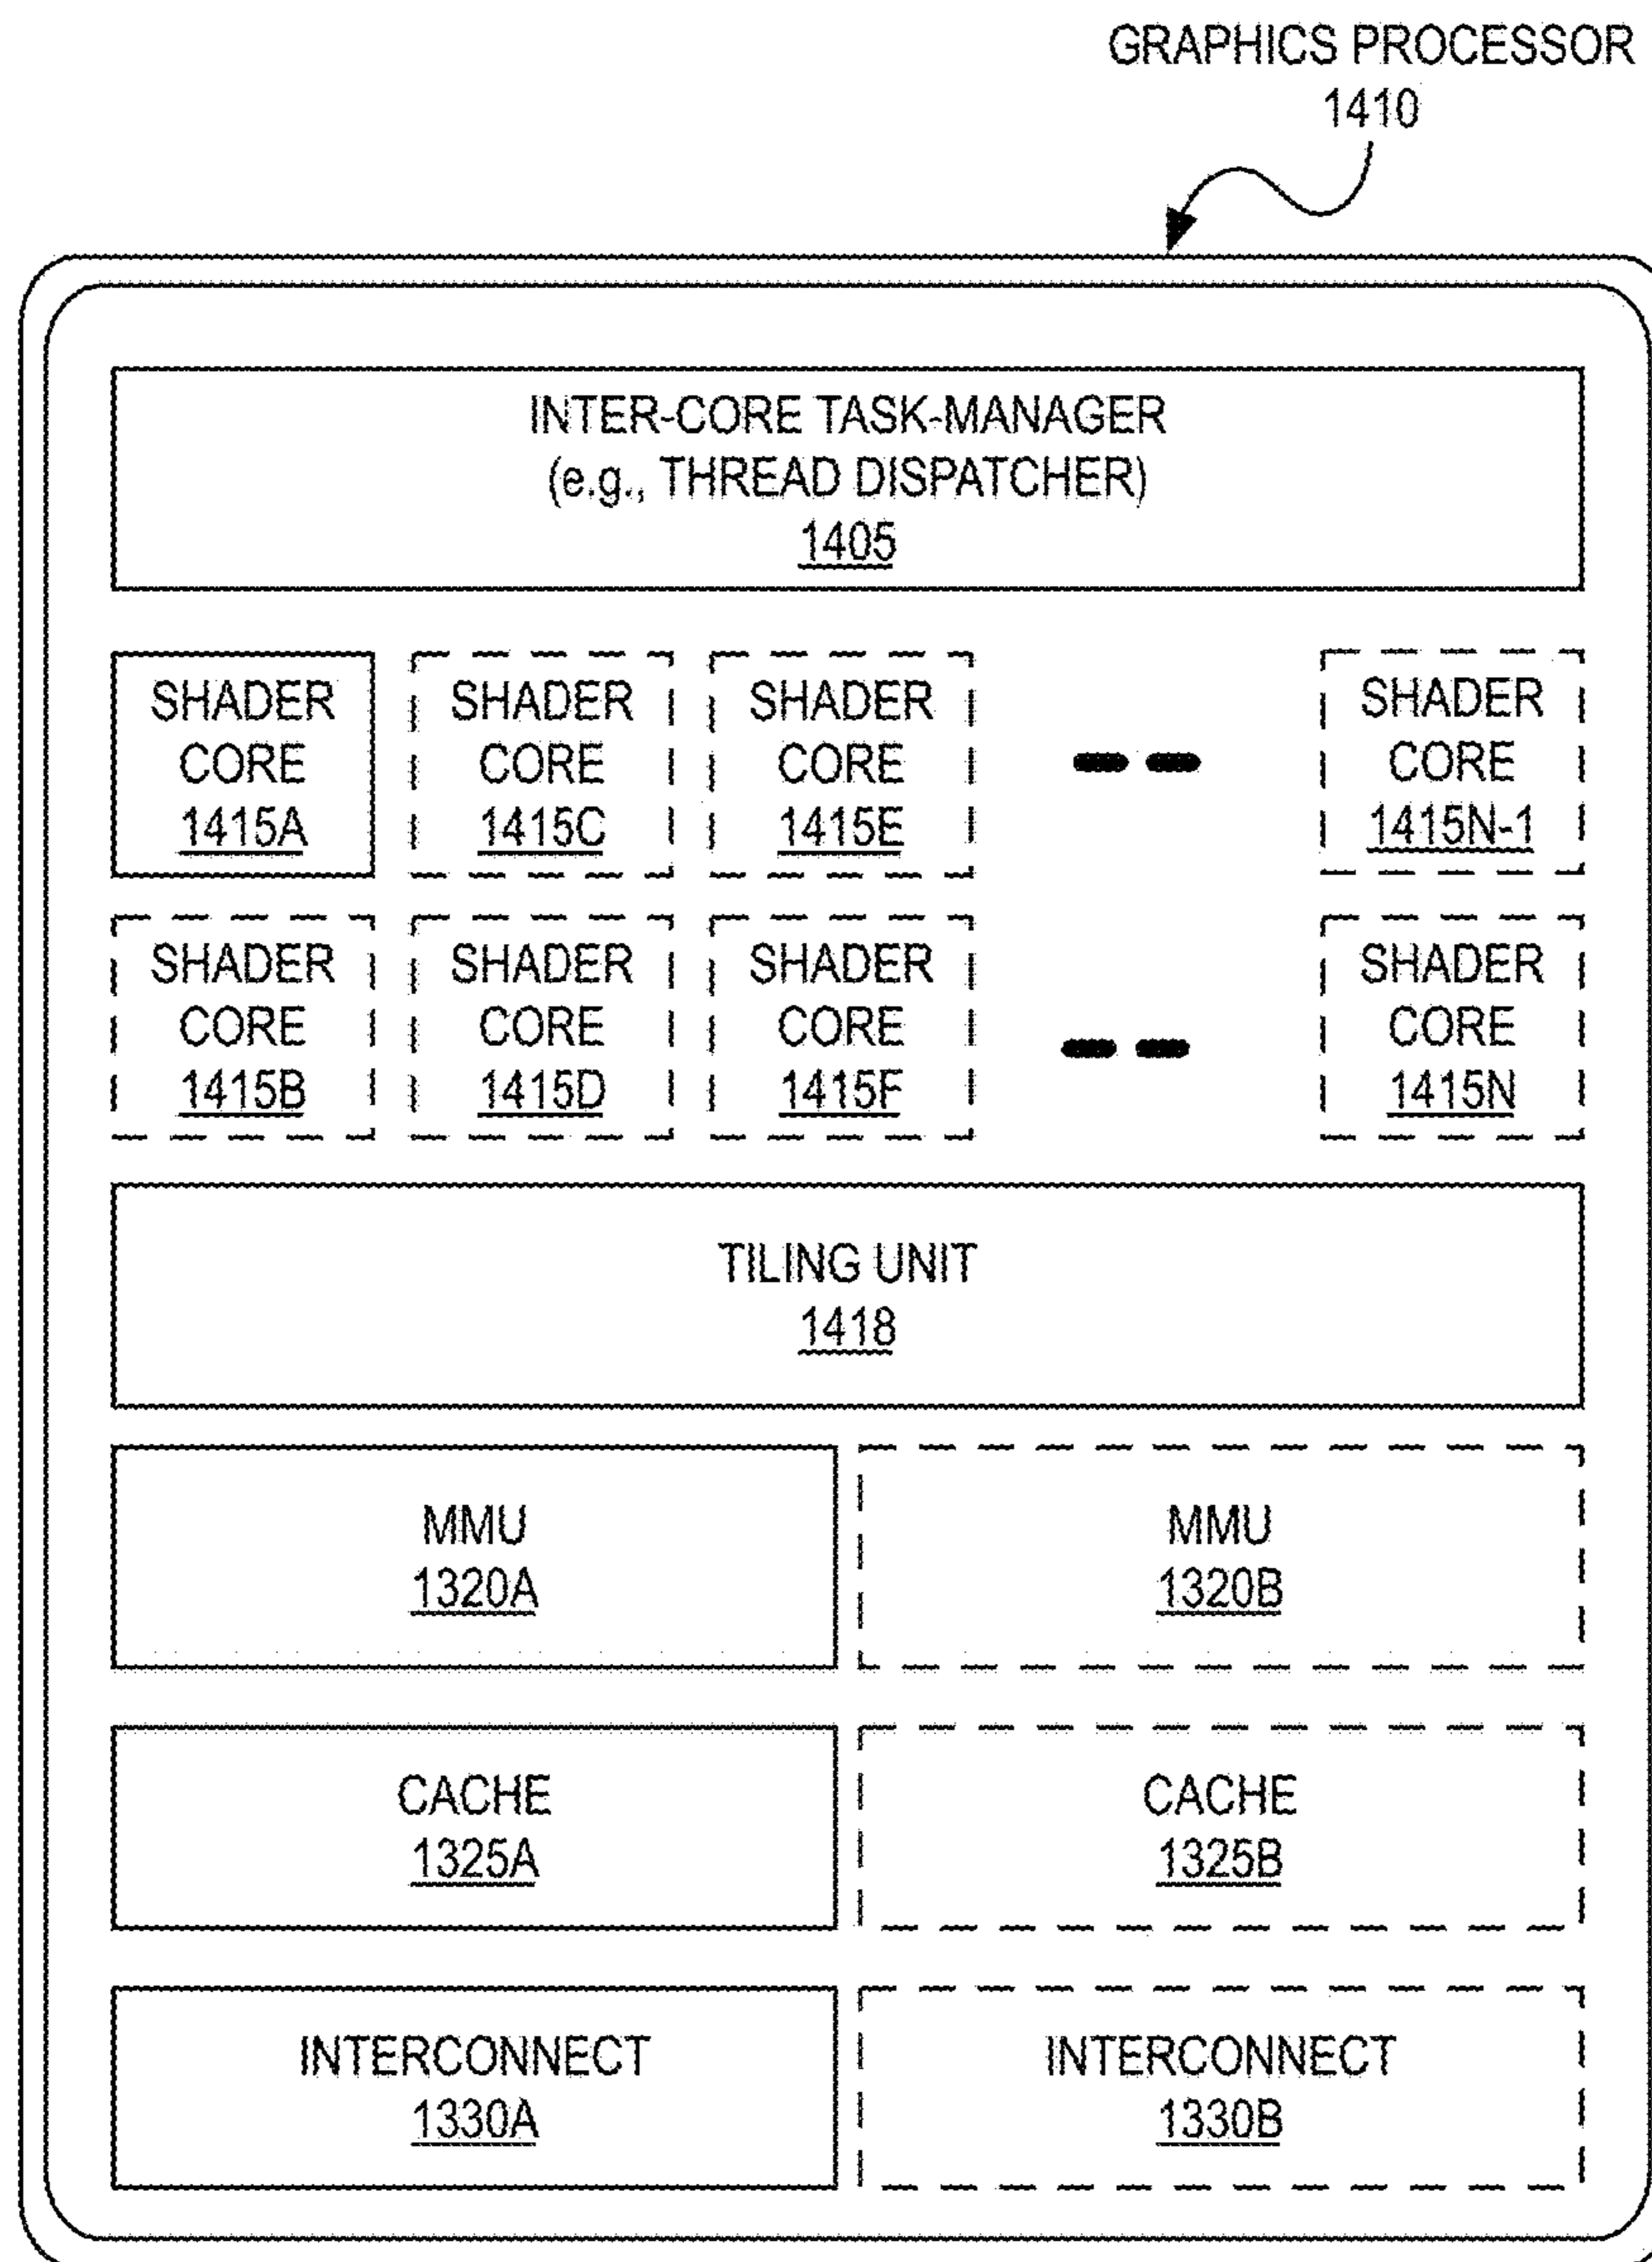 GRAPHICS PROCESSOR
1410
INTER-CORE TASK-MANAGER
(e.g., THREAD DISPATCHER)
1405
SHADER
CORE
1415A
SHADER
CORE
1415C
SHADER
CORE
1415E
SHADER
CORE
1415N-1
SHADER
CORE
1415B
SHADER
CORE
1415D
SHADER
CORE
1415F
SHADER
CORE
1415N
TILING UNIT
1418
MMU
1320A
MMU
1320B
CACHE
1325A
CACHE
1325B
INTERCONNECT
1330A
INTERCONNECT
1330B